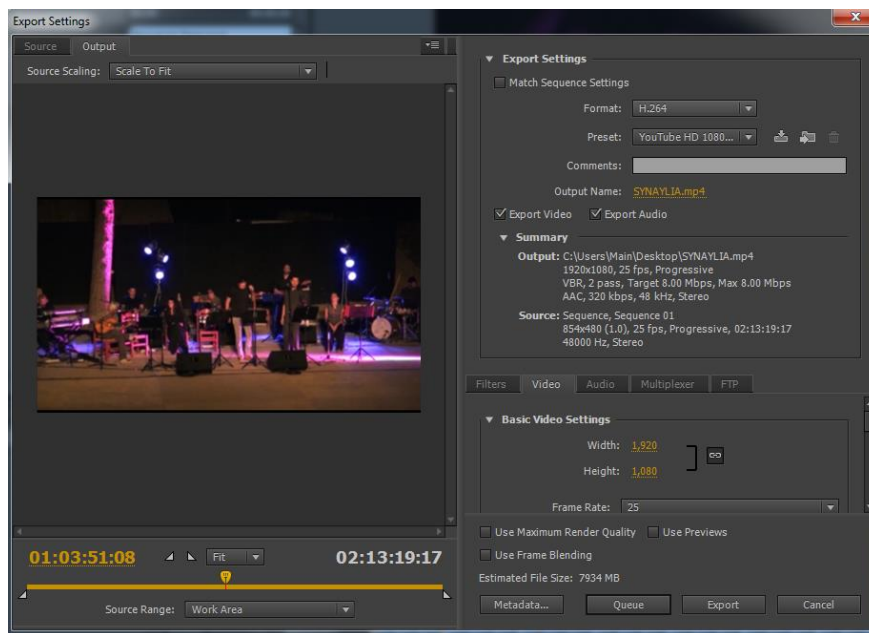 Export Settings
Source Output
Source Scaling: Scale To Fit
01:03:51:08 Fit 02:13:19:17
Source Range: Work Area
Export Settings
Match Sequence Settings
Format: H.264
Preset: YouTube HD 1080...
Comments:
Output Name: SYNAYLIA.mp4
Export Video Export Audio
Summary
Output: C:\Users\Main\Desktop\SYNAYLIA.mp4
1920x1080, 25 fps, Progressive
VBR, 2 pass, Target 8.00 Mbps, Max 8.00 Mbps
AAC, 320 kbps, 48 kHz, Stereo
Source: Sequence, Sequence 01
854x480 (1.0), 25 fps, Progressive, 02:13:19:17
48000 Hz, Stereo
Filters Video Audio Multiplexer FTP
Basic Video Settings
Width: 1,920
Height: 1,080
Frame Rate: 25
Use Maximum Render Quality Use Previews
Use Frame Blending
Estimated File Size: 7934 MB
Metadata... Queue Export Cancel